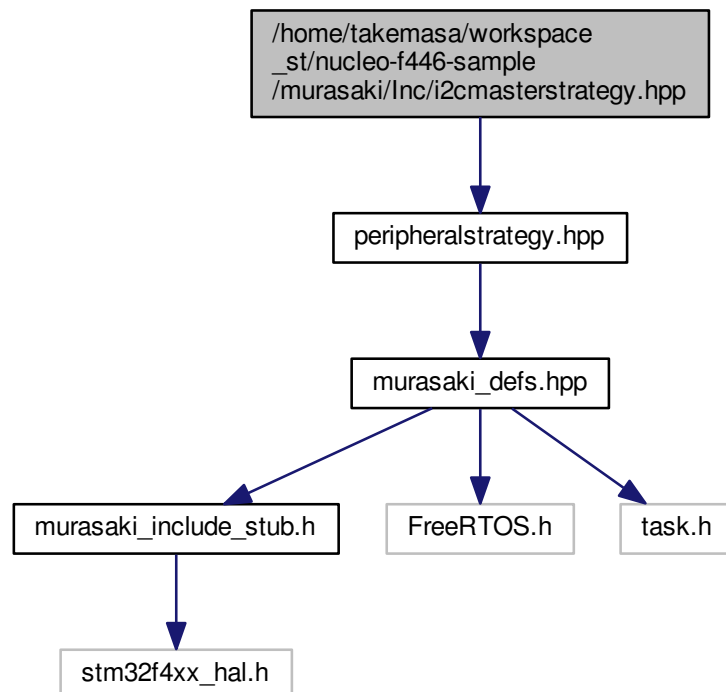 /home/takemasa/workspace
_st/nucleo-f446-sample
/murasaki/Inc/i2cmasterstrategy.hpp
peripheralstrategy.hpp
murasaki_defs.hpp
murasaki_include_stub.h
FreeRTOS.h
task.h
stm32f4xx_hal.h